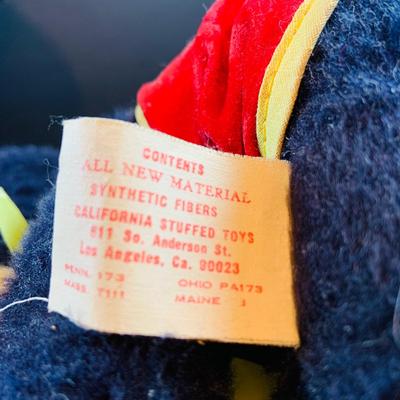 CONTENTS
ALL NEW MATERIAL
SYNTHETIC FIBERS
CALIFORNIA STUFFED TOYS
611 So. Anderson St.
Los Angeles, Ca. 90023
PENN. 173 OHIO PA173
MASS. T111 MAINE